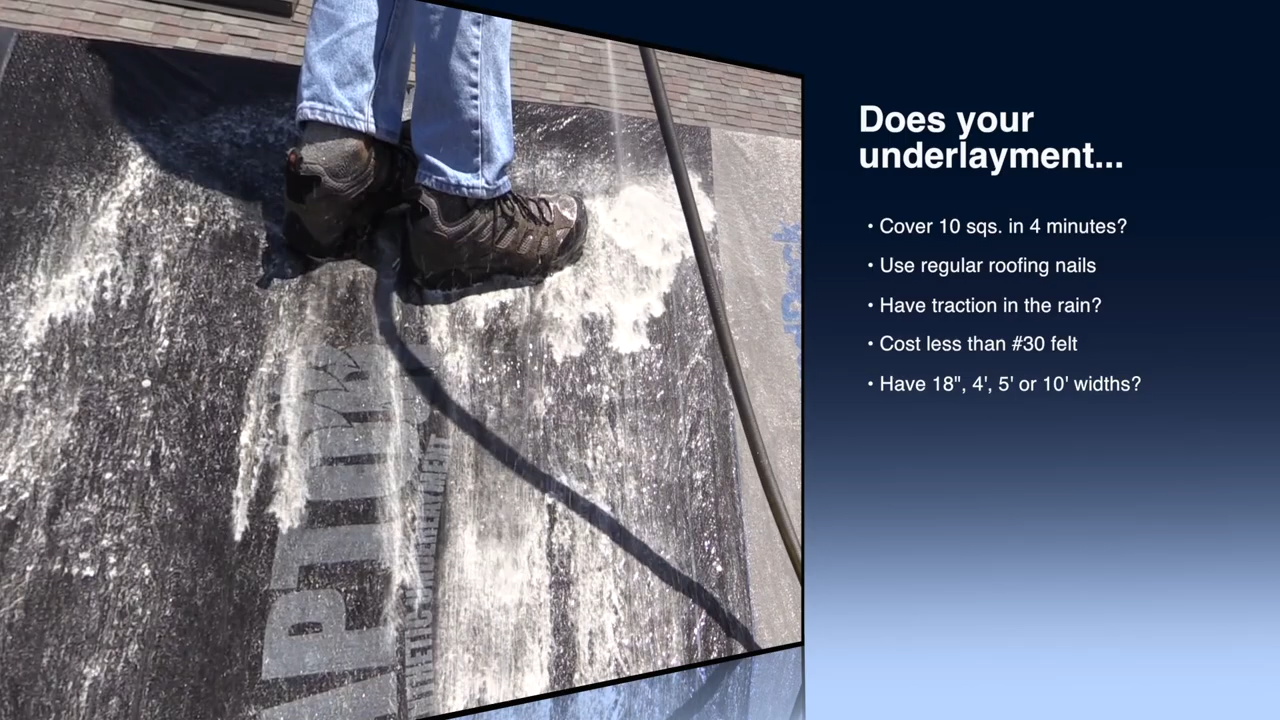 Does your
underlayment...
• Cover 10 sqs. in 4 minutes?
• Use regular roofing nails
• Have traction in the rain?
• Cost less than #30 felt
• Have 18", 4', 5' or 10' widths?